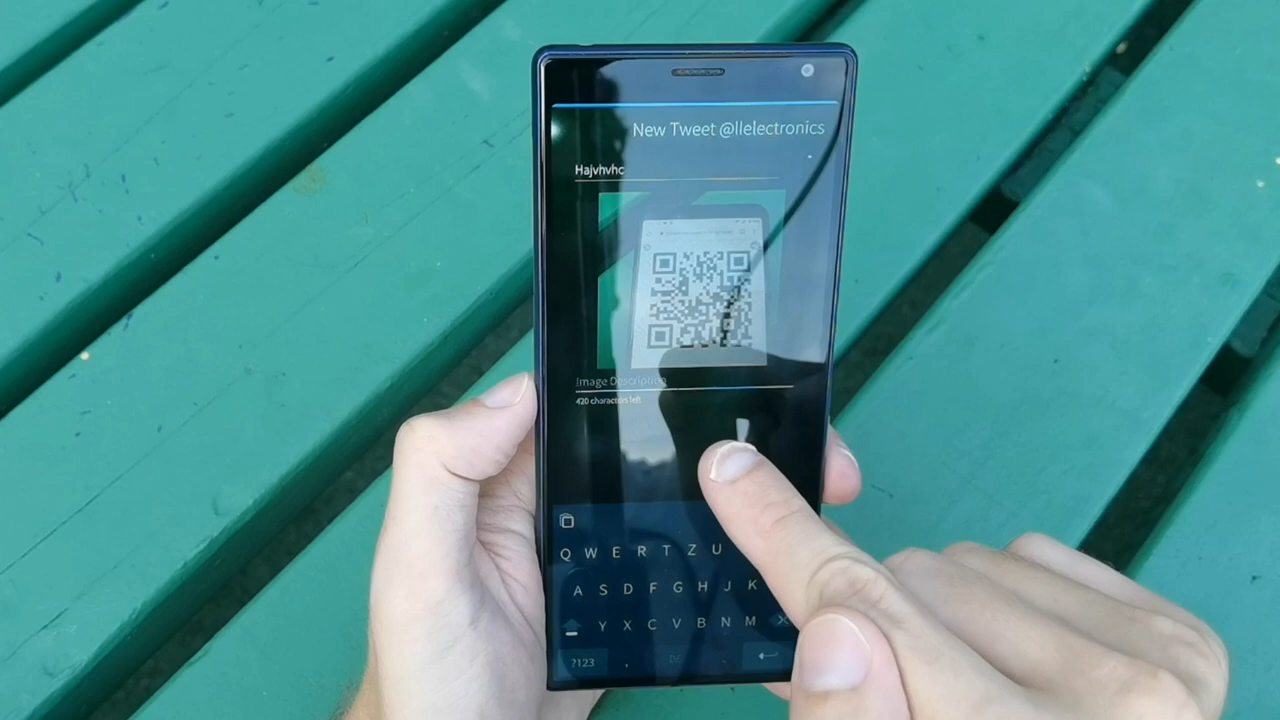 New Tweet @llelectronics
Hajvhvhc
Image Description
420 characters left
Q W E R T Z U
A S D F G H J K
Y X C V B N M
?123 ,